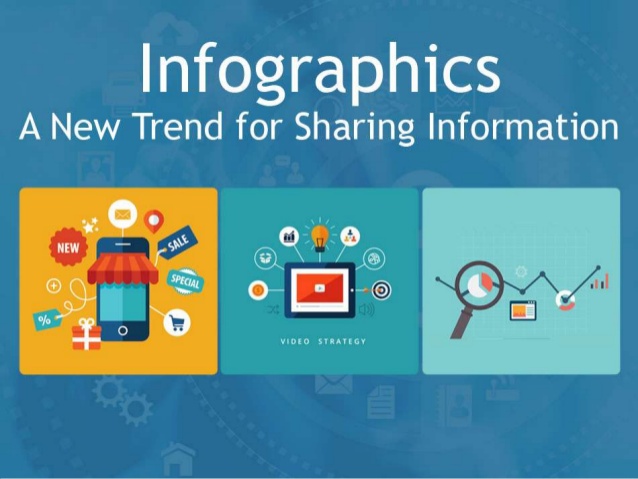 Infographics
A New Trend for Sharing Information
NEW
SALE
SPECIAL
%
VIDEO STRATEGY